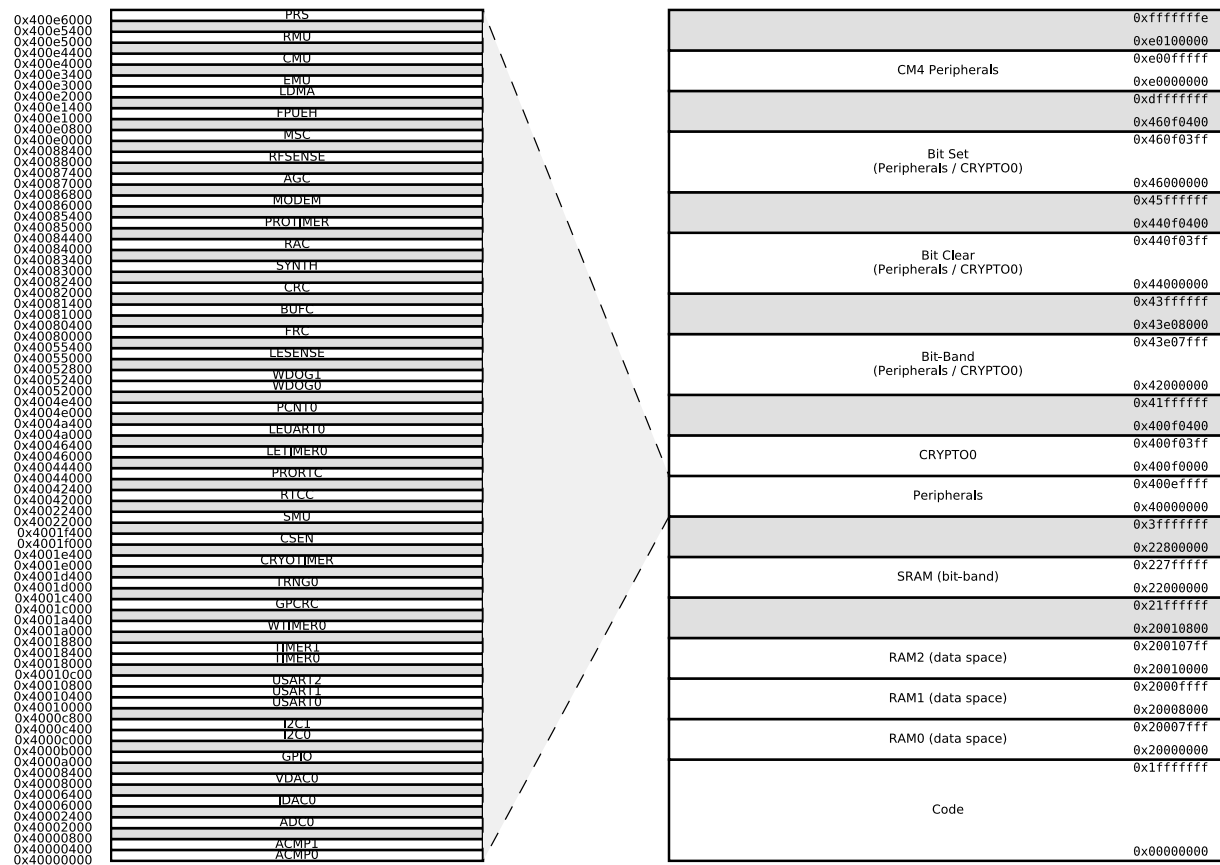 PRS
0x400e6000
0x400e5400
RMU
0x400e5000
0x400e4400
CMU
0x400e4000
0x400e3400
EMU
0x400e3000
LDMA
0x400e2000
0x400e1400
FPUEH
0x400e1000
0x400e0800
MSC
0x400e0000
0x40088400
RFSENSE
0x40088000
0x40087400
AGC
0x40087000
0x40086800
MODEM
0x40086000
0x40085400
PROTIMER
0x40085000
0x40084400
RAC
0x40084000
0x40083400
SYNTH
0x40083000
0x40082400
CRC
0x40082000
0x40081400
BUFC
0x40081000
0x40080400
FRC
0x40080000
0x40055400
LESENSE
0x40055000
0x40052800
WDOG1
0x40052400
WDOG0
0x40052000
0x4004e400
PCNT0
0x4004e000
0x4004a400
LEUART0
0x4004a000
0x40046400
LETIMER0
0x40046000
0x40044400
PRORTC
0x40044000
0x40042400
RTCC
0x40042000
0x40022400
SMU
0x40022000
0x4001f400
CSEN
0x4001f000
0x4001e400
CRYOTIMER
0x4001e000
0x4001d400
TRNG0
0x4001d000
0x4001c400
GPCRC
0x4001c000
0x4001a400
WTIMER0
0x4001a000
0x40018800
TIMER1
0x40018400
TIMER0
0x40018000
0x40010c00
USART2
0x40010800
USART1
0x40010400
USART0
0x40010000
0x4000c800
I2C1
0x4000c400
I2C0
0x4000c000
0x4000b000
GPIO
0x4000a000
0x40008400
VDAC0
0x40008000
0x40006400
IDAC0
0x40006000
0x40002400
ADC0
0x40002000
0x40000800
ACMP1
0x40000400
ACMP0
0x40000000
0xfffffffe
0xe0100000
0xe00fffff
CM4 Peripherals
0xe0000000
0xdfffffff
0x460f0400
0x460f03ff
Bit Set
(Peripherals / CRYPTO0)
0x46000000
0x45ffffff
0x440f0400
0x440f03ff
Bit Clear
(Peripherals / CRYPTO0)
0x44000000
0x43ffffff
0x43e08000
0x43e07fff
Bit-Band
(Peripherals / CRYPTO0)
0x42000000
0x41ffffff
0x400f0400
0x400f03ff
CRYPTO0
0x400f0000
0x400effff
Peripherals
0x40000000
0x3fffffff
0x22800000
0x227fffff
SRAM (bit-band)
0x22000000
0x21ffffff
0x20010800
0x200107ff
RAM2 (data space)
0x20010000
0x2000ffff
RAM1 (data space)
0x20008000
0x20007fff
RAM0 (data space)
0x20000000
0x1fffffff
Code
0x00000000